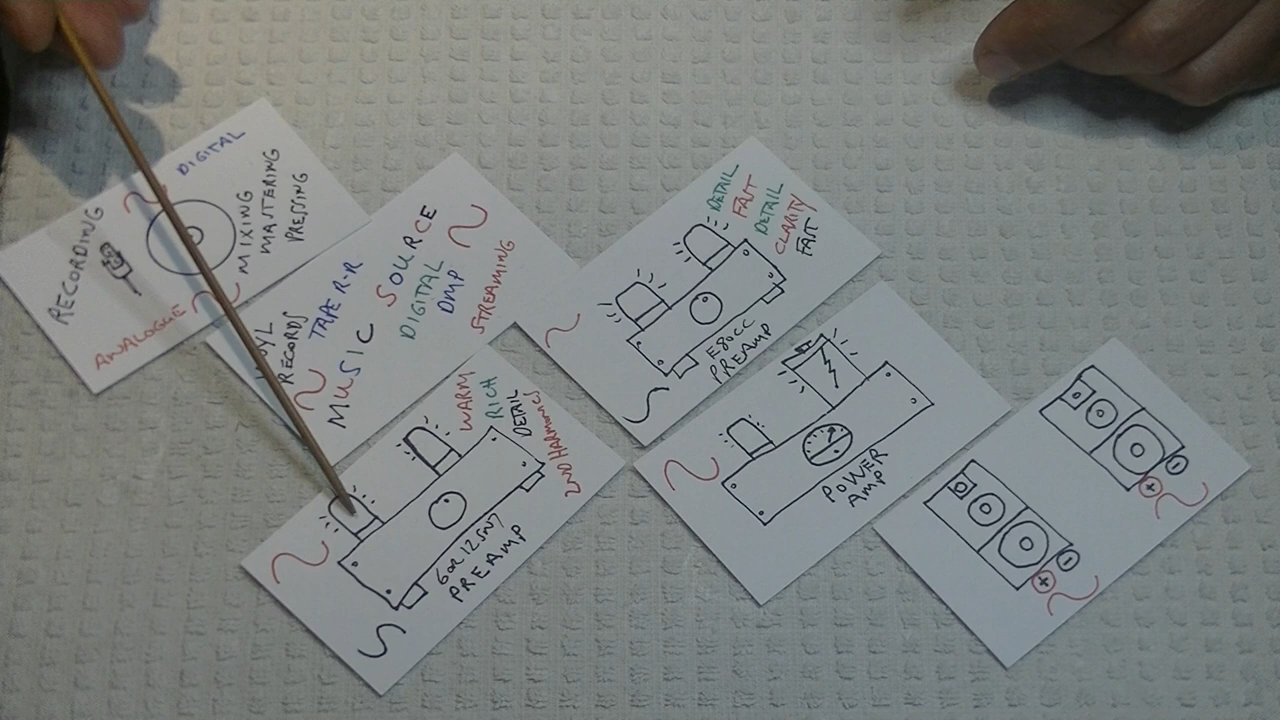 RECORDING
ANALOGUE
DIGITAL
MIXING
MASTERING
PRESSING
RECORDS
TAPE R-R
MUSIC SOURCE
DIGITAL
DMP
STREAMING
WARM
RICH
DETAIL
2ND HARMONICS
6 OR 12SN7
PREAMP
DETAIL
FAST
DETAIL
CLARITY
FAST
E80CC
PREAMP
POWER
AMP
+
-
+
-